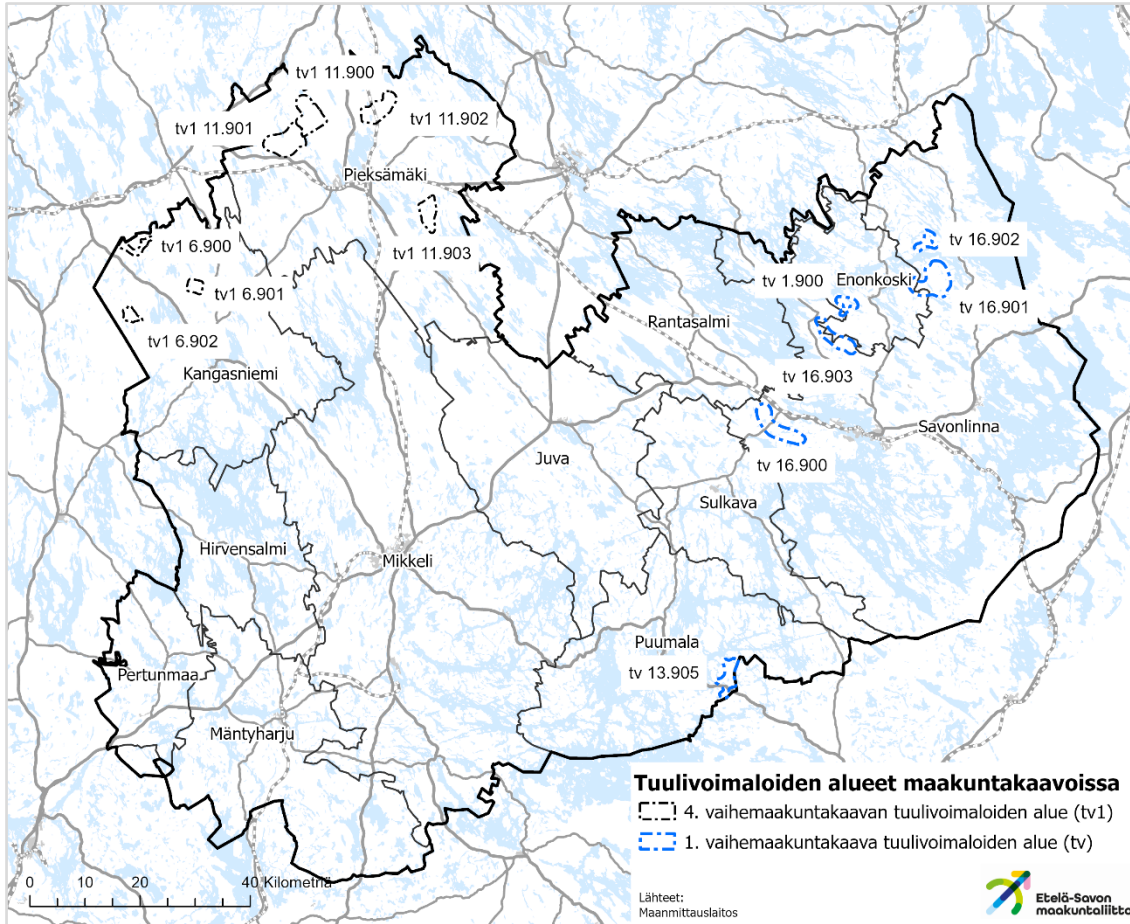 tv1 11.900
tv1 11.901
tv1 11.902
Pieksämäki
tv1 6.900
tv1 11.903
tv 16.902
tv 1.900
Enonkoski
tv1 6.901
tv 16.901
Rantasalmi
tv1 6.902
Kangasniemi
tv 16.903
Savonlinna
Juva
tv 16.900
Sulkava
Hirvensalmi
Mikkeli
Puumala
Pertunmaa
tv 13.905
Mäntyharju
Tuulivoimaloiden alueet maakuntakaavoissa
4. vaihemaakuntakaavan tuulivoimaloiden alue (tv1)
1. vaihemaakuntakaava tuulivoimaloiden alue (tv)
0 20 40 Kilometriä
Lähteet:
Maanmittauslaitos
Etelä-Savon
maakuntaliitto